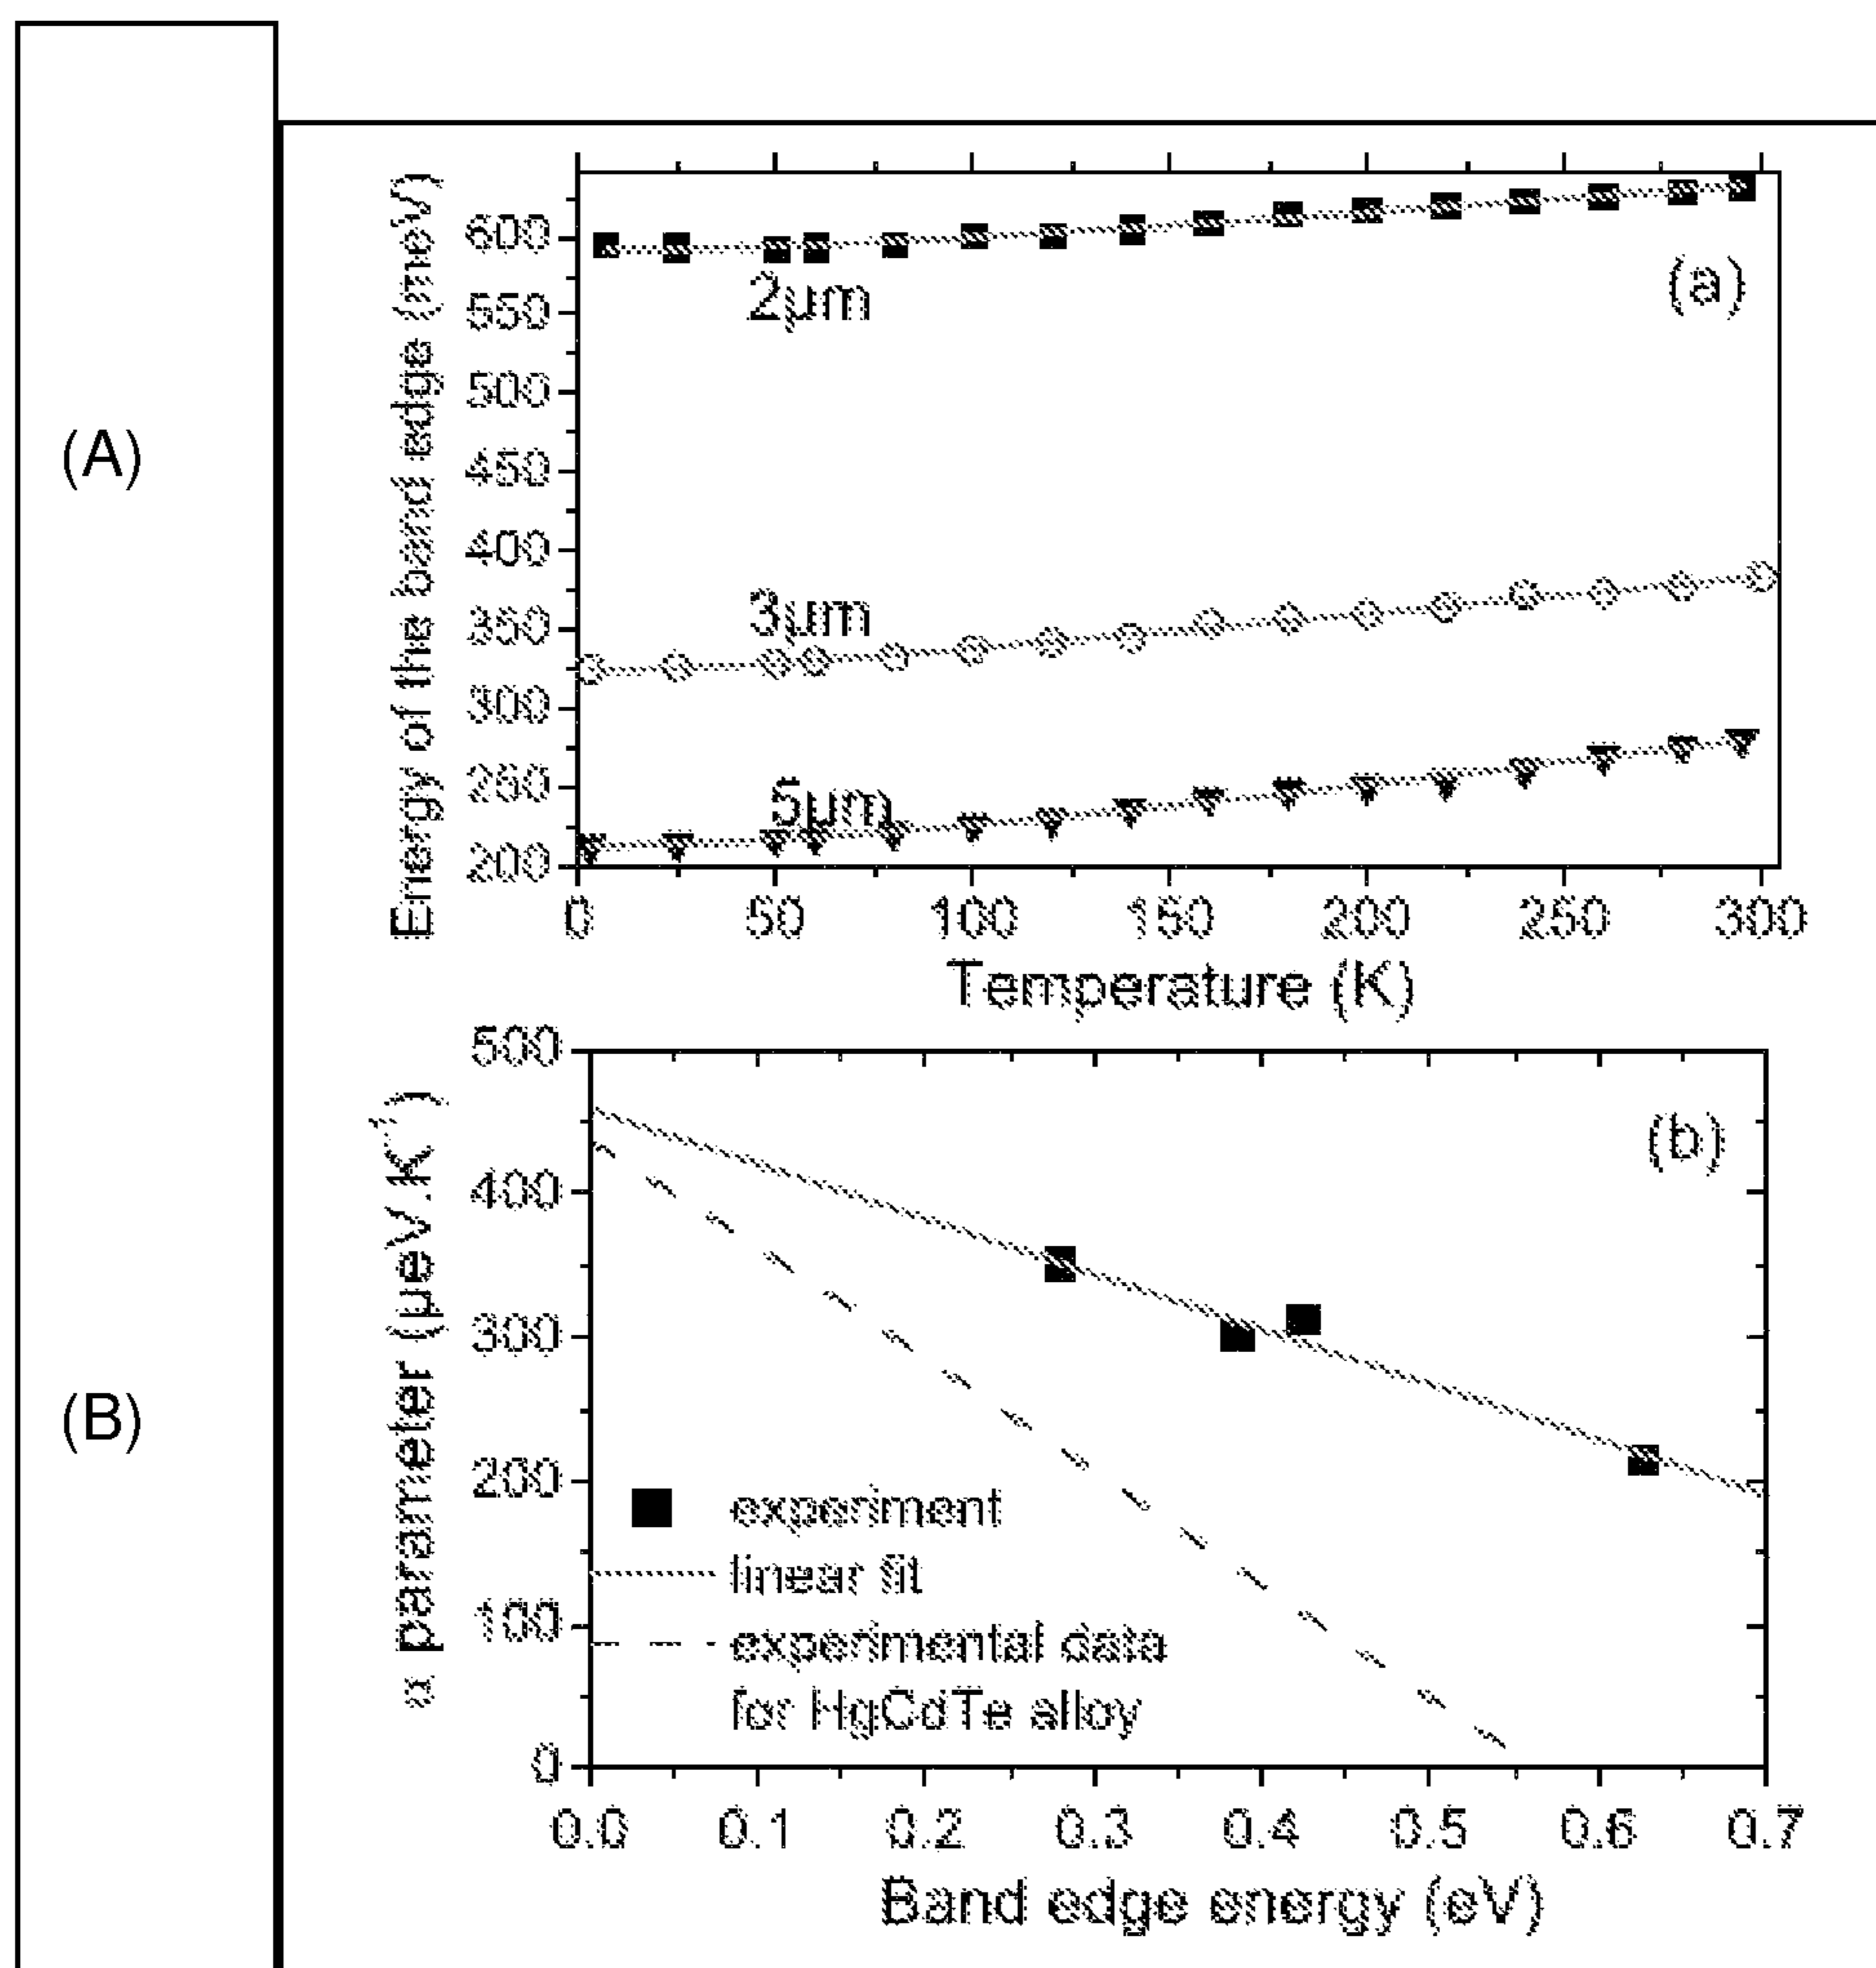 (A)
Energy of the band edge (meV)
600
550
500
450
400
350
300
250
200
(a)
2μm
3μm
5μm
0 50 100 150 200 250 300
Temperature (K)
(B)
α parameter (μeV.K⁻¹)
500
400
300
200
100
0
(b)
experiment
linear fit
experimental data
for HgCdTe alloy
0.0 0.1 0.2 0.3 0.4 0.5 0.6 0.7
Band edge energy (eV)